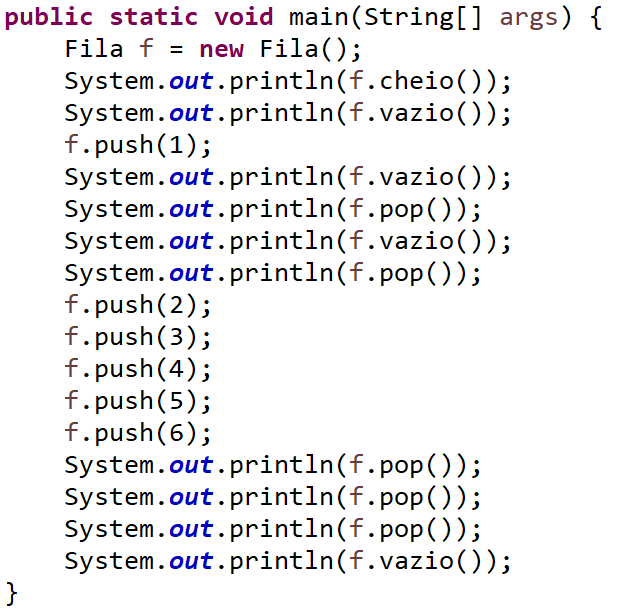 public static void main(String[] args) {
    Fila f = new Fila();
    System.out.println(f.cheio());
    System.out.println(f.vazio());
    f.push(1);
    System.out.println(f.vazio());
    System.out.println(f.pop());
    System.out.println(f.vazio());
    System.out.println(f.pop());
    f.push(2);
    f.push(3);
    f.push(4);
    f.push(5);
    f.push(6);
    System.out.println(f.pop());
    System.out.println(f.pop());
    System.out.println(f.pop());
    System.out.println(f.vazio());
}